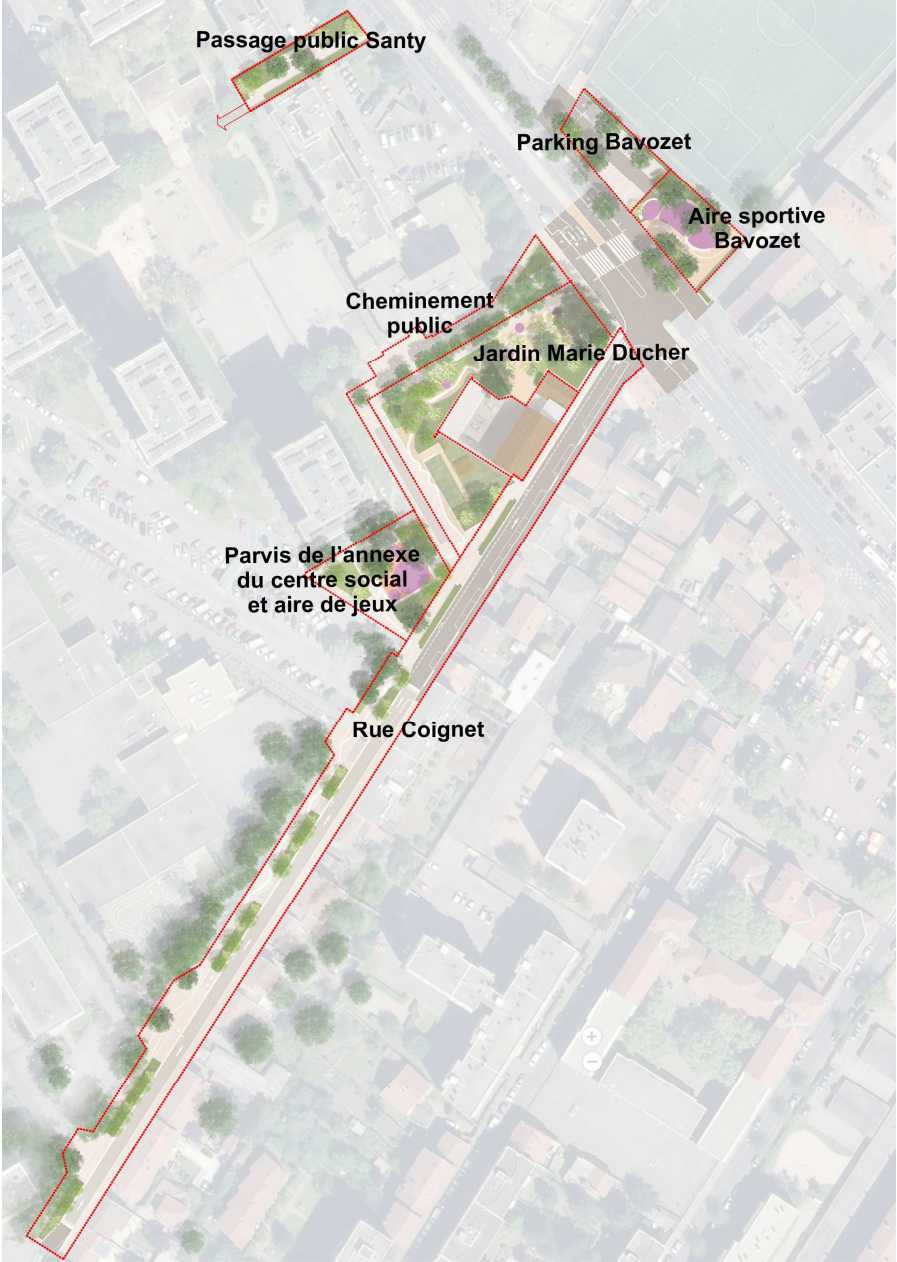 Passage public Santy
Parking Bavozet
Aire sportive
Bavozet
Cheminement
public
Jardin Marie Ducher
Parvis de l'annexe
du centre social
et aire de jeux
Rue Coignet